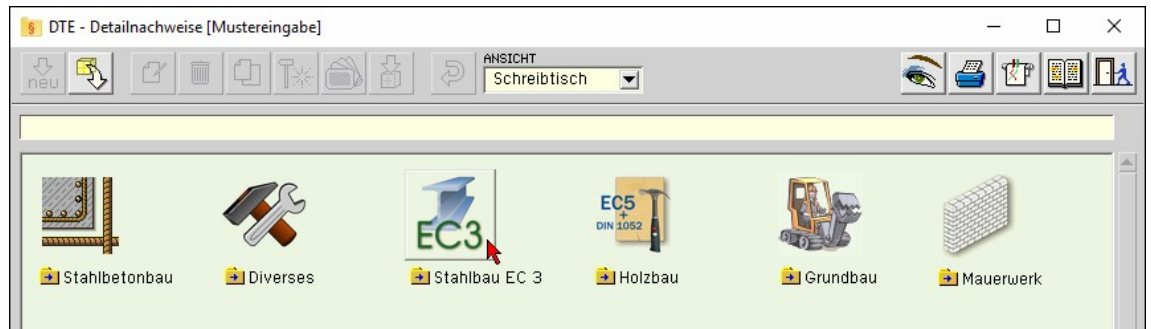 DTE - Detailnachweise [Mustereingabe]
neu
ANSICHT
Schreibtisch
EC3
EC5
+
DIN 1052
Stahlbetonbau
Diverses
Stahlbau EC 3
Holzbau
Grundbau
Mauerwerk